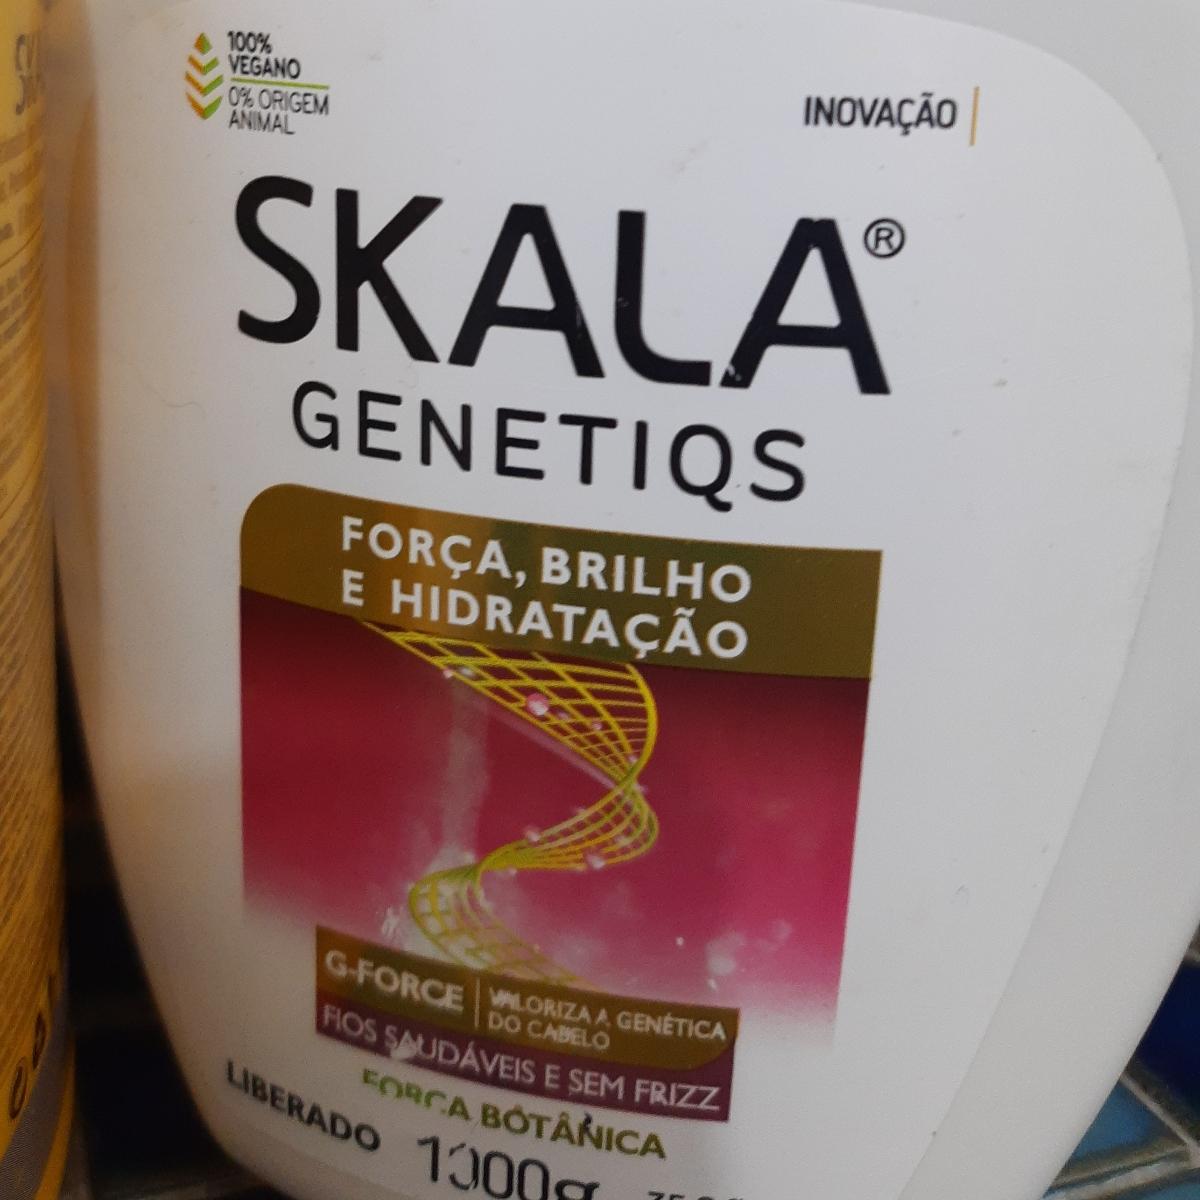 100%
VEGANO
0% ORIGEM
ANIMAL
INOVAÇÃO
SKALA®
GENETIQS
FORÇA, BRILHO
E HIDRATAÇÃO
G-FORCE
VALORIZA A GENÉTICA
DO CABELO
FIOS SAUDÁVEIS E SEM FRIZZ
FORÇA BOTÂNICA
LIBERADO
1000g